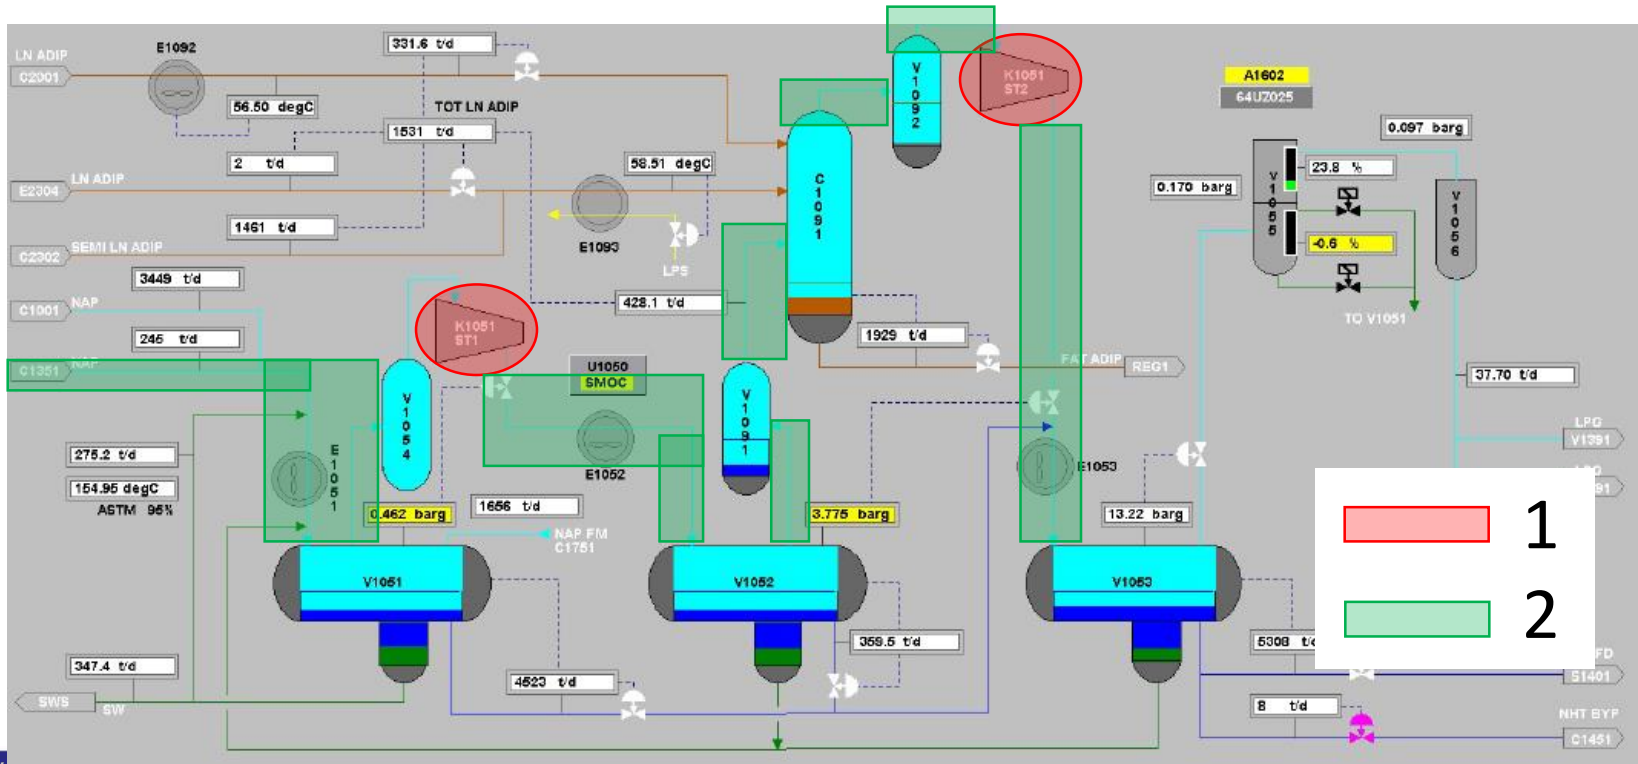 E1092
331.6 t/d
LN ADIP
C2001
56.50 degC
TOT LN ADIP
1531 t/d
2 t/d
58.51 degC
LN ADIP
E2304
1461 t/d
E1093
SEMI LN ADIP
C2302
LPS
3449 t/d
NAP
C1001
428.1 t/d
245 t/d
NAP
C1351
K1051
ST1
U1050
SMOC
V1054
E1051
E1052
275.2 t/d
154.95 degC
ASTM 95%
0.462 barg
1656 t/d
NAP FM
C1751
V1091
C1091
V1092
K1051
ST2
1929 t/d
FAT ADIP
REG1
3.775 barg
E1053
13.22 barg
A1602
64UZ025
0.097 barg
V1055
23.8 %
0.170 barg
-0.6 %
V1056
TO V1051
37.70 t/d
LPG
V1391
91
V1051
V1052
V1053
347.4 t/d
SWS
SW
4523 t/d
359.5 t/d
5308 t/d
FD
S1401
8 t/d
NHT BYP
C1451
1
2